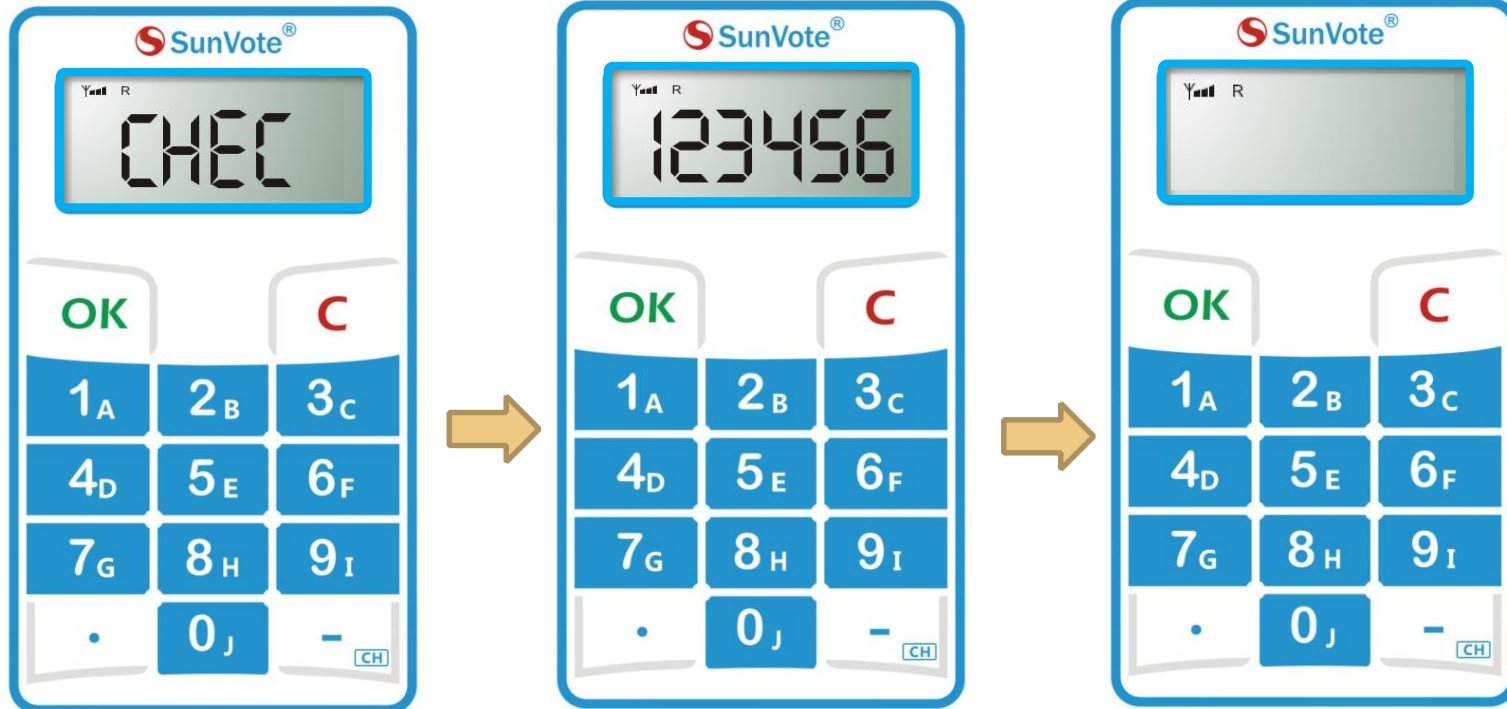 SunVote®
R
CHEC
OK C
1A 2B 3C
4D 5E 6F
7G 8H 9I
. 0J -
CH
SunVote®
R
123456
OK C
1A 2B 3C
4D 5E 6F
7G 8H 9I
. 0J -
CH
SunVote®
R
OK C
1A 2B 3C
4D 5E 6F
7G 8H 9I
. 0J -
CH